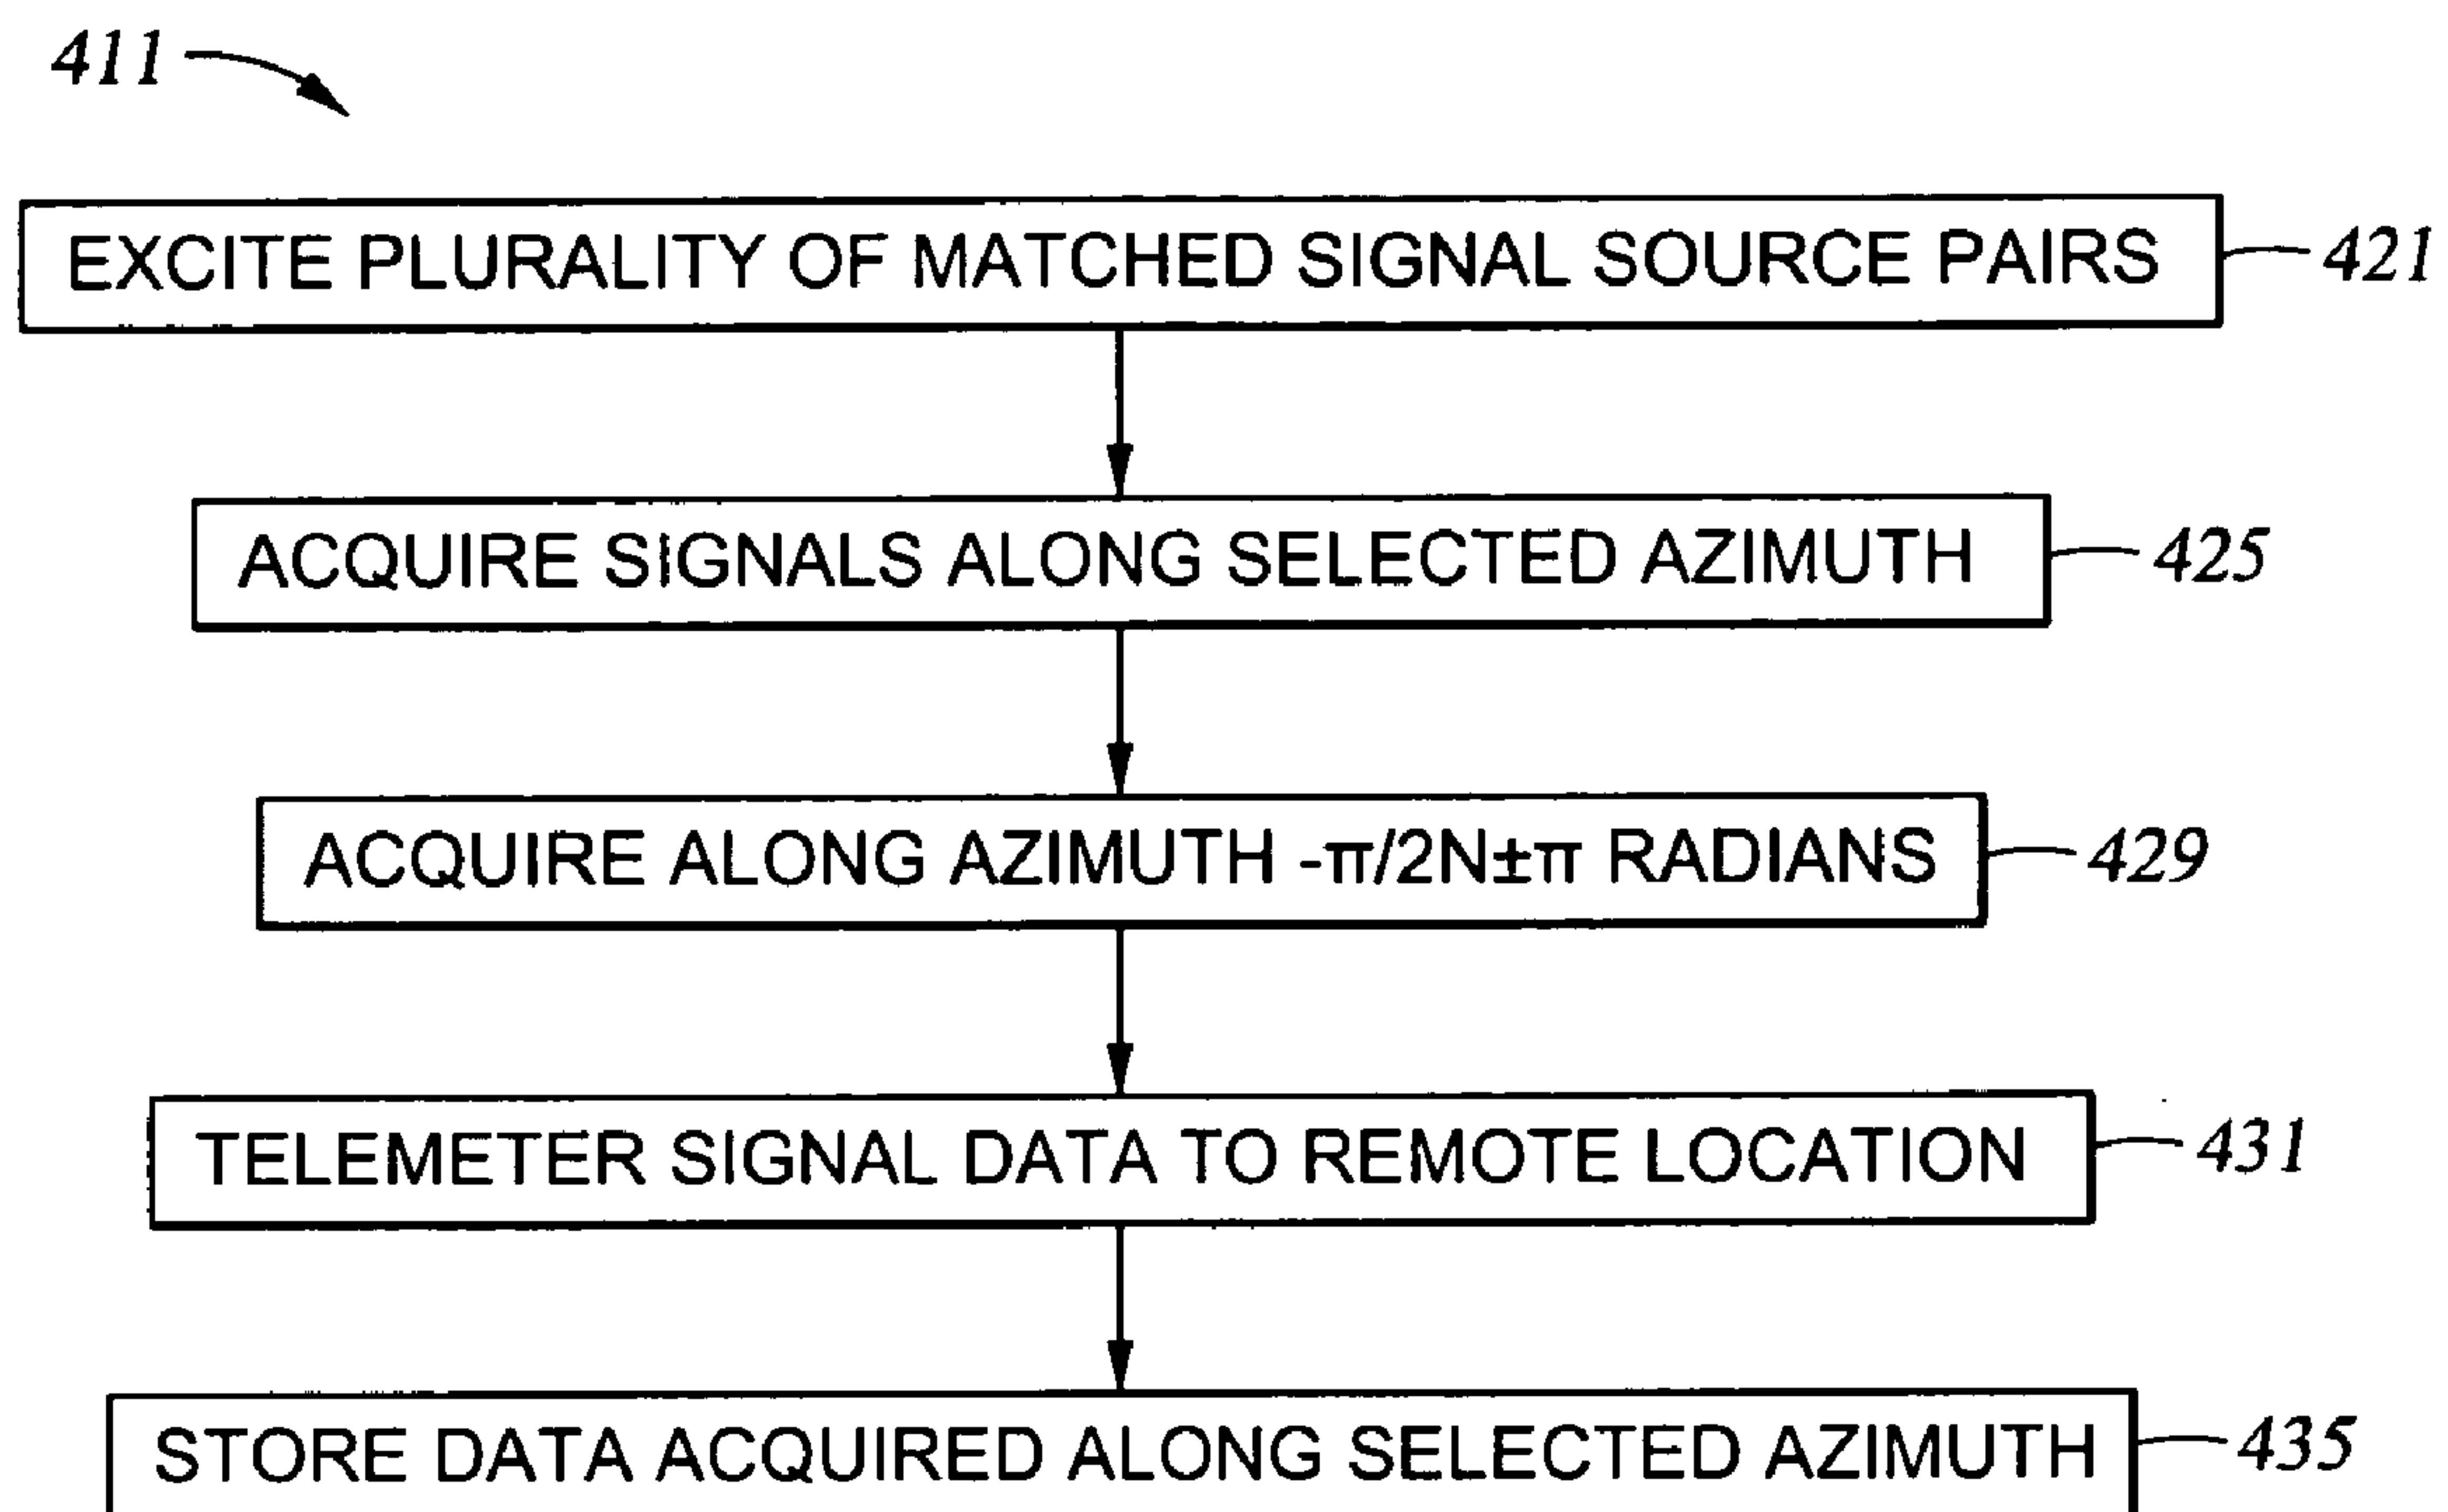 411
EXCITE PLURALITY OF MATCHED SIGNAL SOURCE PAIRS 421
ACQUIRE SIGNALS ALONG SELECTED AZIMUTH 425
ACQUIRE ALONG AZIMUTH -π/2N±π RADIANS 429
TELEMETER SIGNAL DATA TO REMOTE LOCATION 431
STORE DATA ACQUIRED ALONG SELECTED AZIMUTH 435